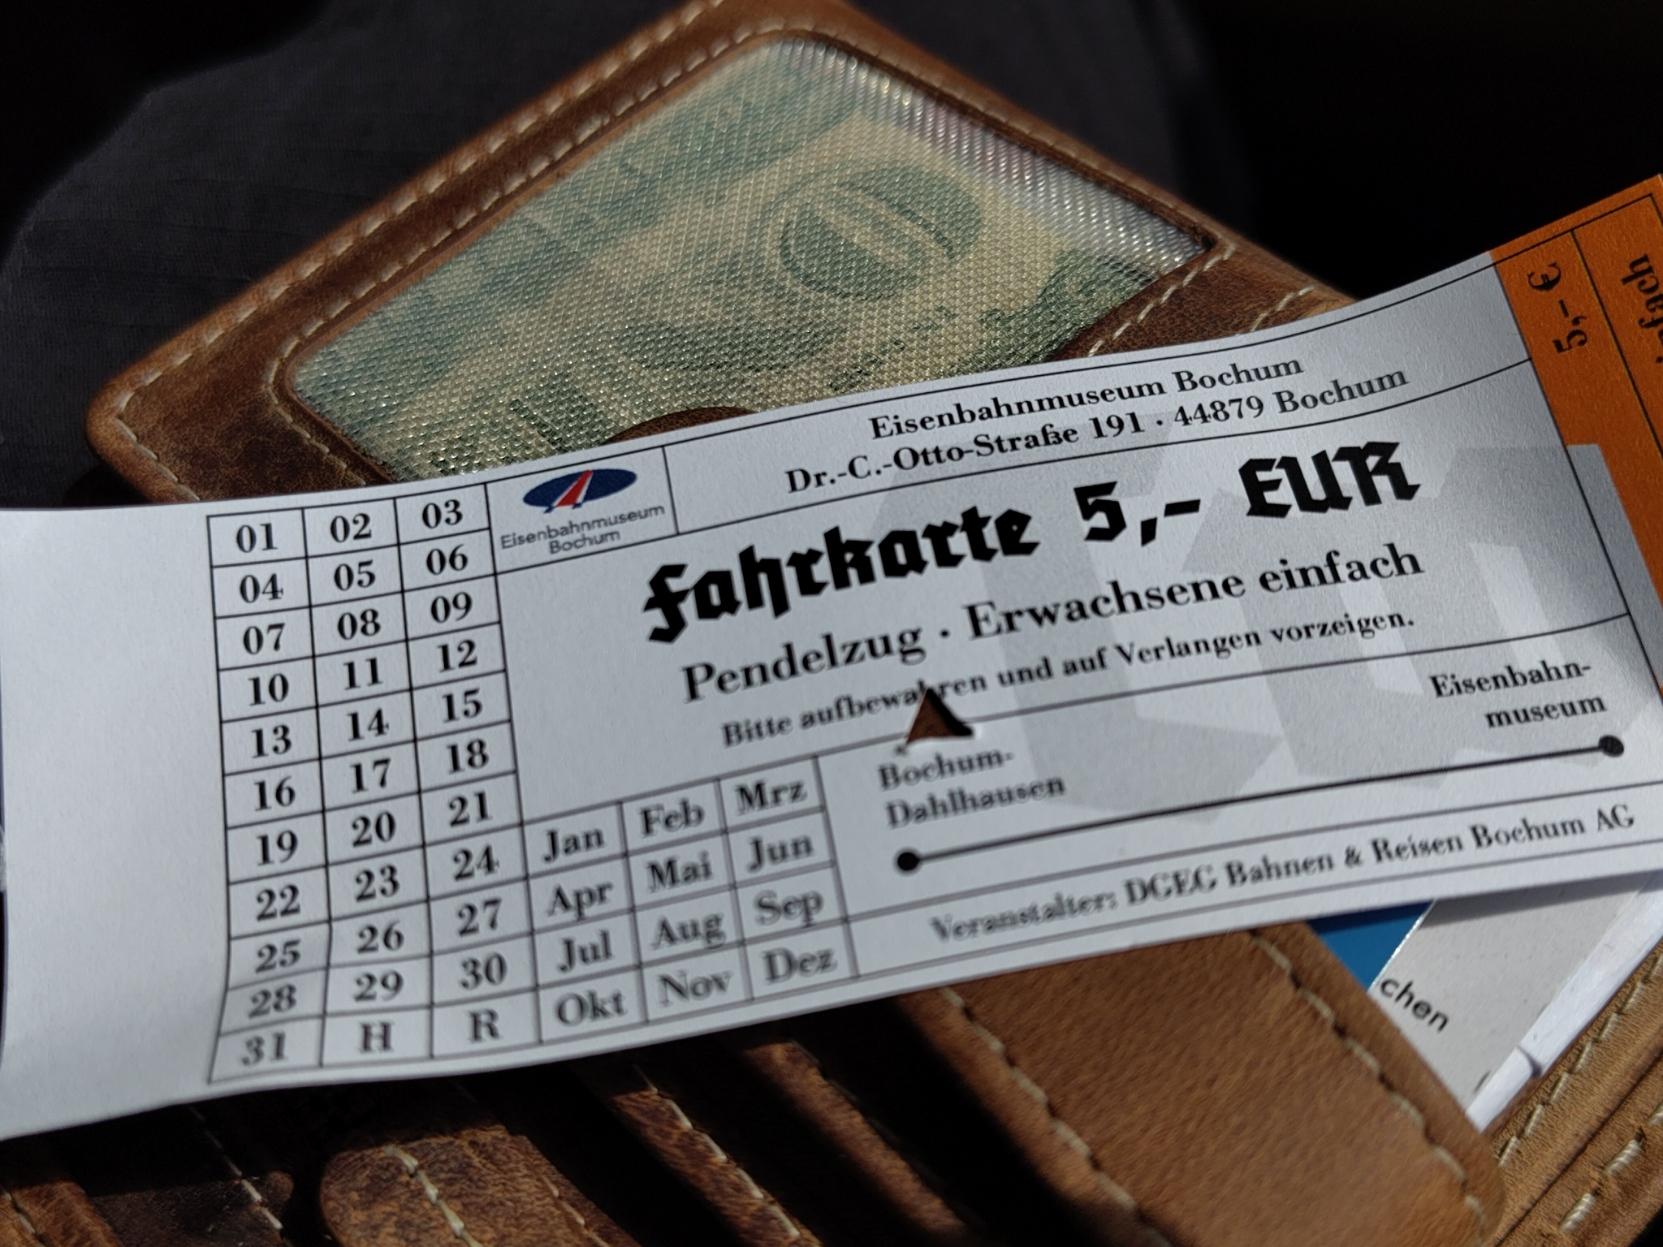 Eisenbahnmuseum Bochum
Dr.-C.-Otto-Straße 191 · 44879 Bochum
Eisenbahnmuseum
Bochum
Fahrkarte 5,- EUR
Pendelzug · Erwachsene einfach
Bitte aufbewahren und auf Verlangen vorzeigen.
01 02 03
04 05 06
07 08 09
10 11 12
13 14 15
16 17 18
19 20 21
22 23 24
25 26 27
28 29 30
31 H R
Jan Feb Mrz
Apr Mai Jun
Jul Aug Sep
Okt Nov Dez
Bochum-
Dahlhausen
Eisenbahn-
museum
Veranstalter: DGEG Bahnen & Reisen Bochum AG
5,- €
chen